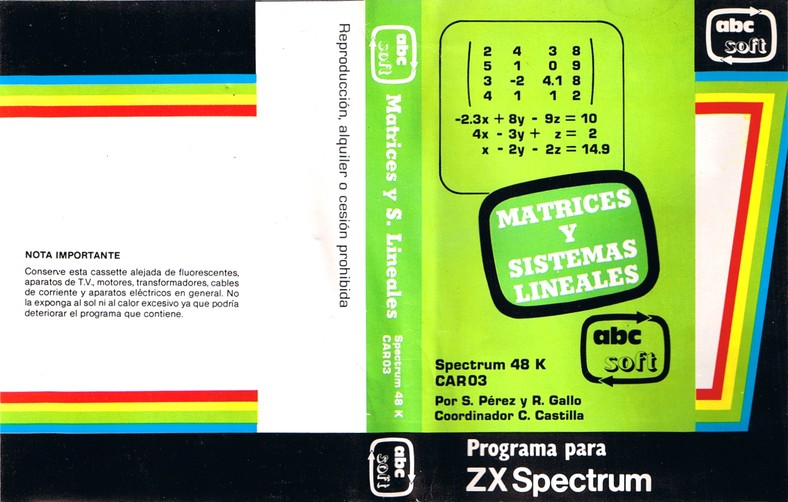 NOTA IMPORTANTE
Conserve esta cassette alejada de fluorescentes,
aparatos de T.V., motores, transformadores, cables
de corriente y aparatos eléctricos en general. No
la exponga al sol ni al calor excesivo ya que podría
deteriorar el programa que contiene.
Reproducción, alquiler o cesión prohibida
abc
soft
Matrices y S. Lineales
Spectrum 48 K
CAR03
abc
soft
2 4 3 8
5 1 0 9
3 -2 4.1 8
4 1 1 2
-2.3x + 8y - 9z = 10
4x - 3y + z = 2
x - 2y - 2z = 14.9
MATRICES
Y
SISTEMAS
LINEALES
abc
soft
Spectrum 48 K
CAR03
Por S. Pérez y R. Gallo
Coordinador C. Castilla
Programa para
ZX Spectrum
abc
soft